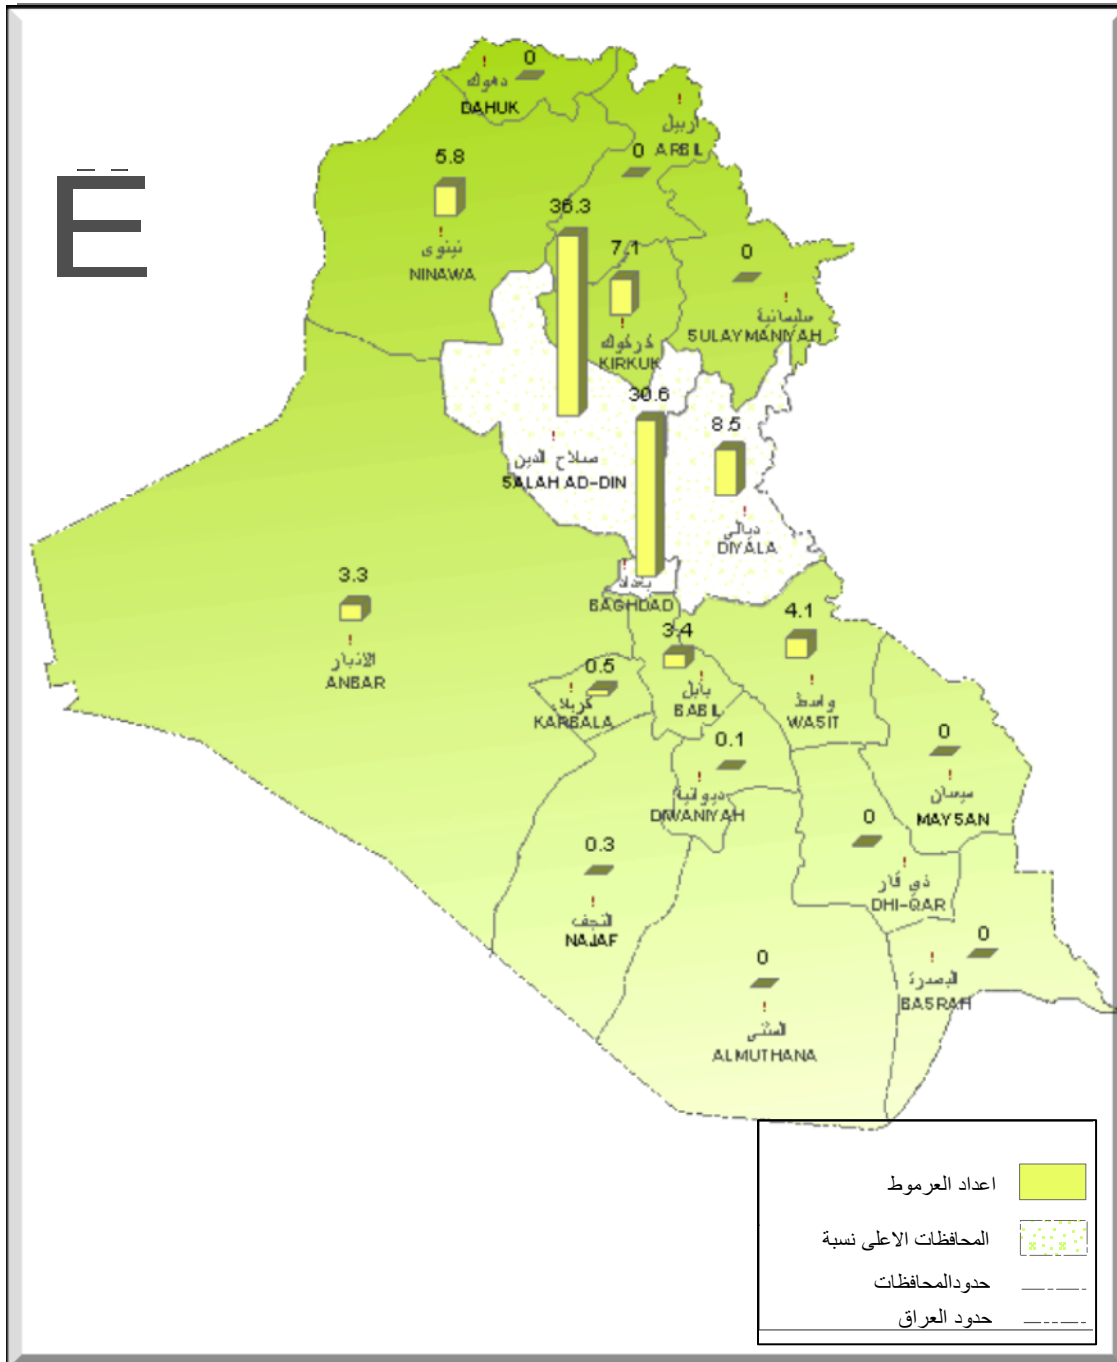 0
دهوك
DAHUK
اربيل
ARBIL
0
5.8
نينوى
NINAWA
36.3
7.1
كركوك
KIRKUK
0
سليمانية
SULAYMANIYAH
صلاح الدين
SALAH AD-DIN
30.6
8.5
ديالى
DIYALA
بغداد
BAGHDAD
3.3
الانبار
ANBAR
3.4
بابل
BABIL
4.1
واسط
WASIT
0.5
كربلاء
KARBALA
0.1
ديوانية
DIWANIYAH
0
ميسان
MAYSAN
0
ذي قار
DHI-QAR
0.3
النجف
NAJAF
0
البصرة
BASRAH
0
المثنى
ALMUTHANA
اعداد العرموط
المحافظات الاعلى نسبة
حدودالمحافظات
حدود العراق